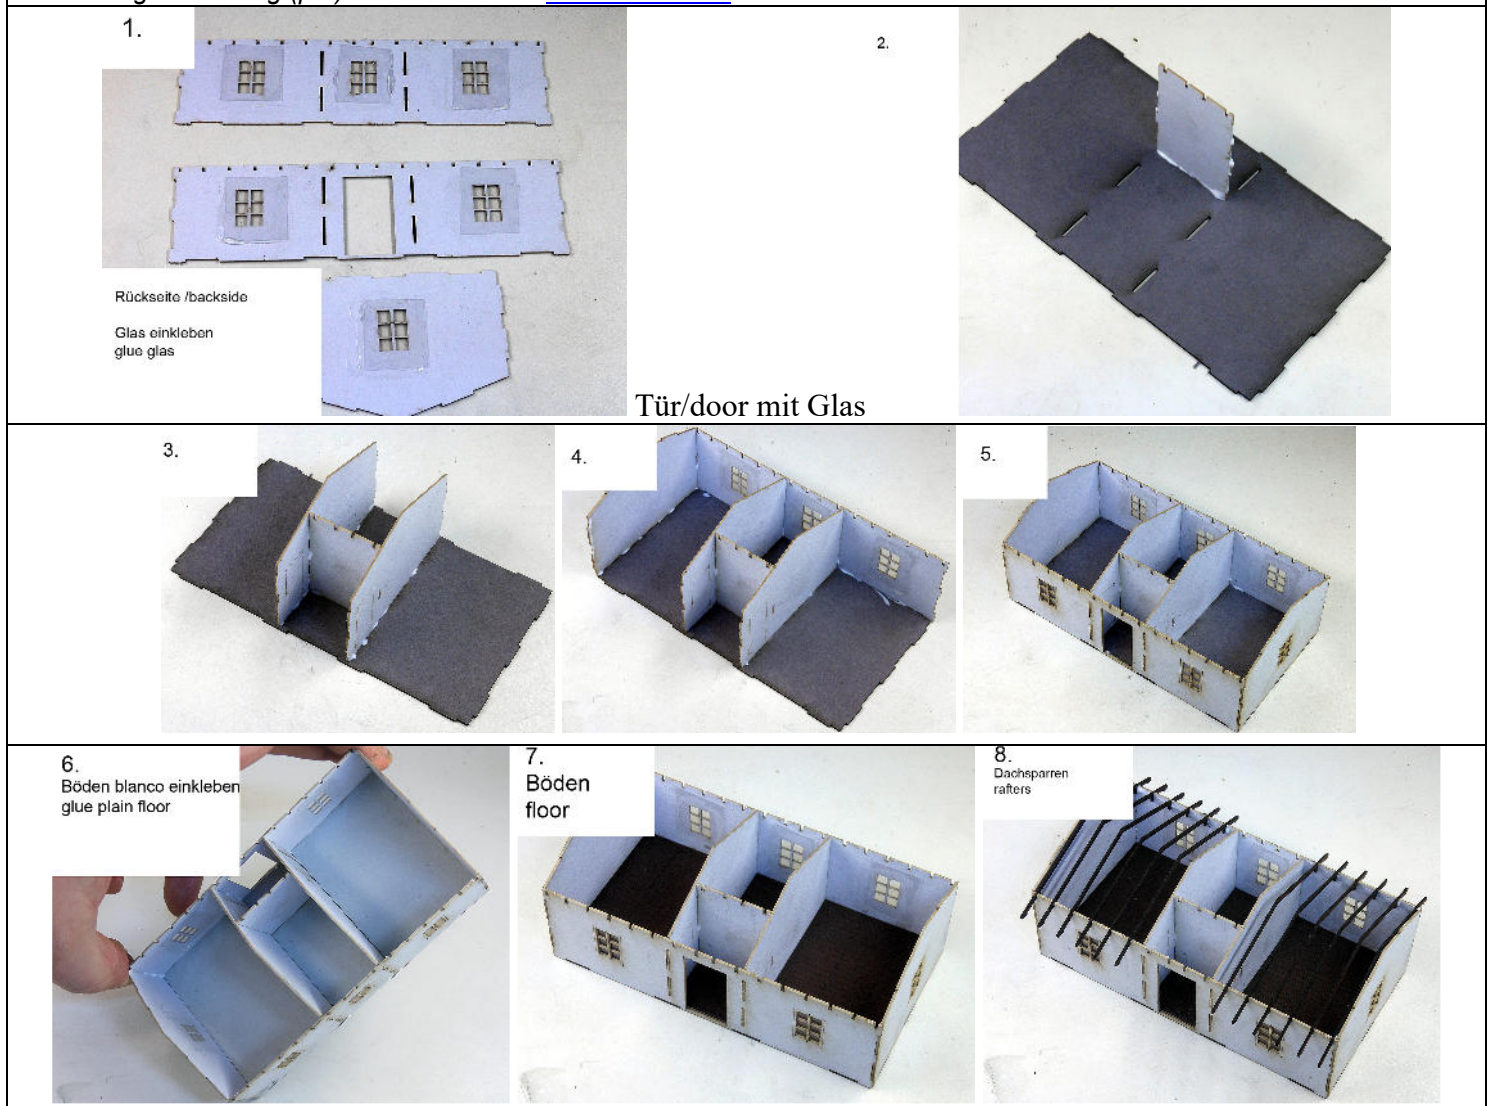 1.
2.
Rückseite /backside
Glas einkleben
glue glas
Tür/door mit Glas
3.
4.
5.
6.
Böden blanco einkleben
glue plain floor
7.
Böden
floor
8.
Dachsparren
rafters